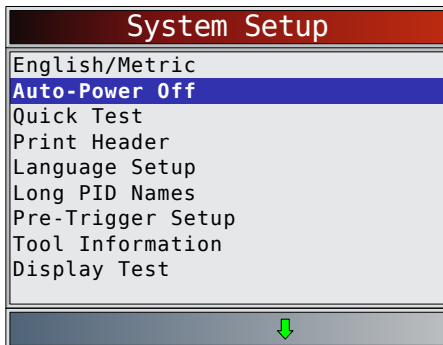 System Setup
English/Metric
Auto-Power Off
Quick Test
Print Header
Language Setup
Long PID Names
Pre-Trigger Setup
Tool Information
Display Test